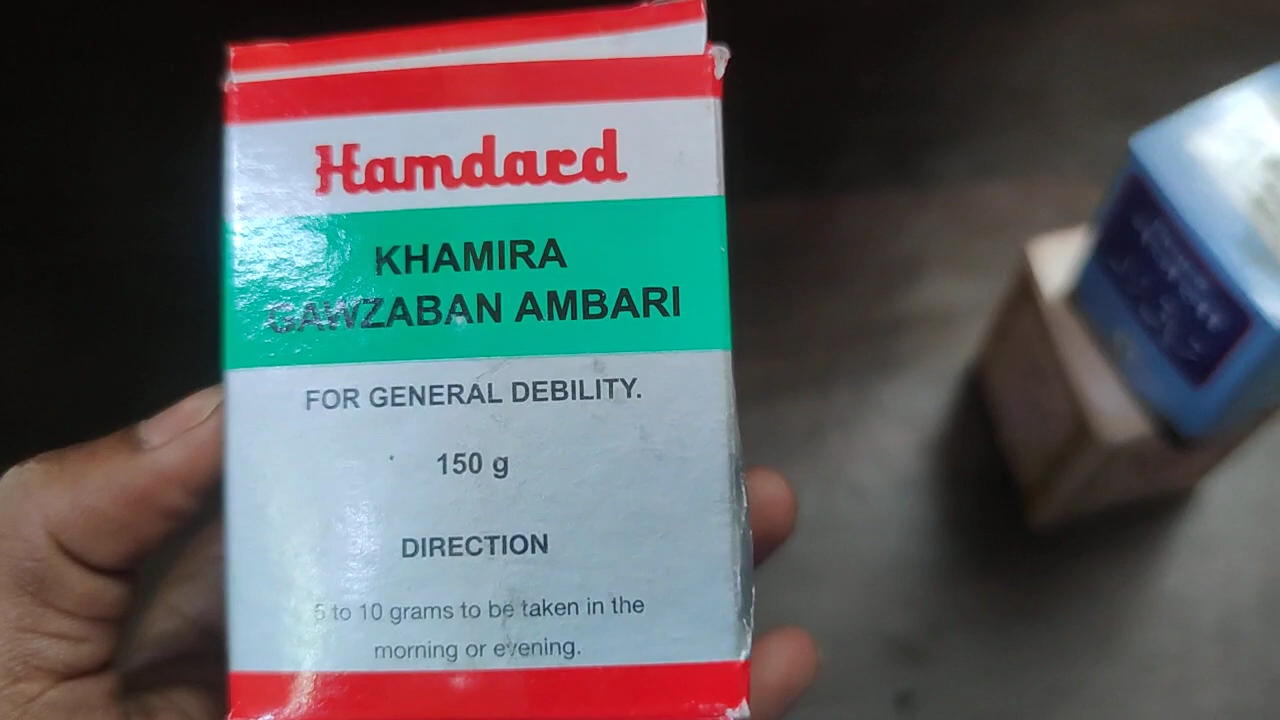 Hamdard
KHAMIRA
GAWZABAN AMBARI
FOR GENERAL DEBILITY.
150 g
DIRECTION
5 to 10 grams to be taken in the
morning or evening.